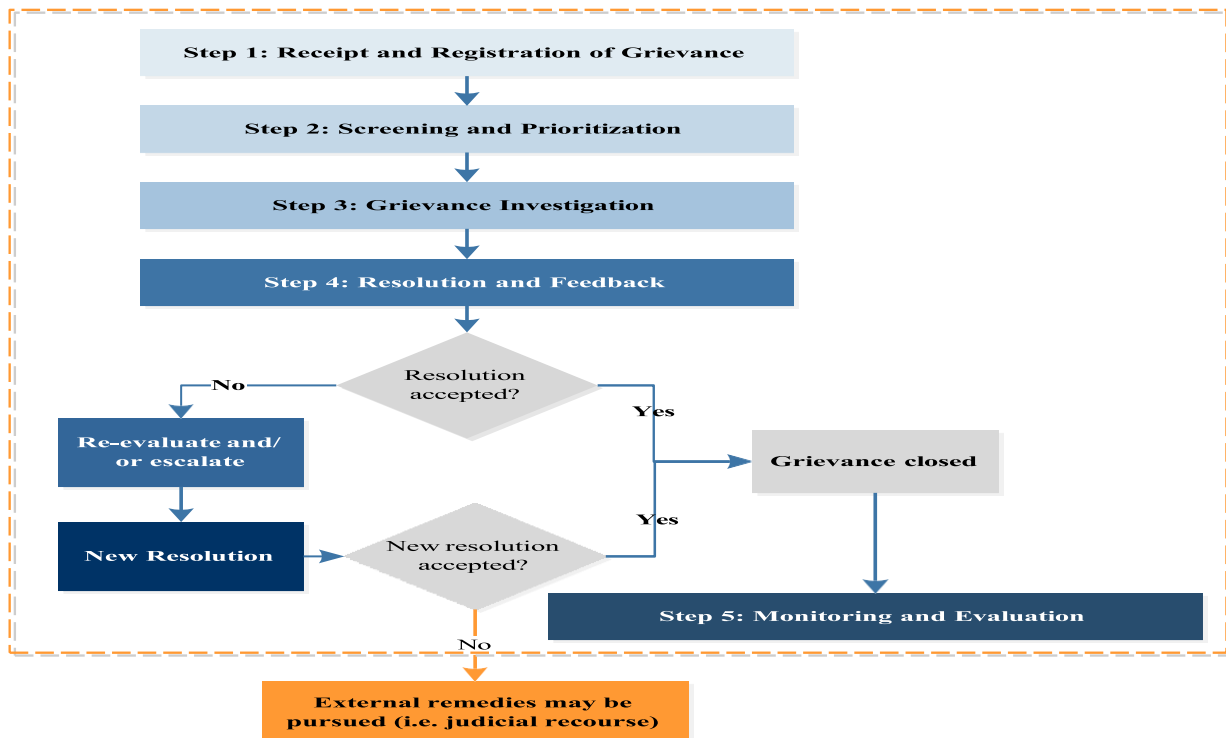 Step 1: Receipt and Registration of Grievance
Step 2: Screening and Prioritization
Step 3: Grievance Investigation
Step 4: Resolution and Feedback
Resolution
accepted?
No
Yes
Re-evaluate and/
or escalate
Grievance closed
Yes
New Resolution
New resolution
accepted?
Step 5: Monitoring and Evaluation
No
External remedies may be
pursued (i.e. judicial recourse)